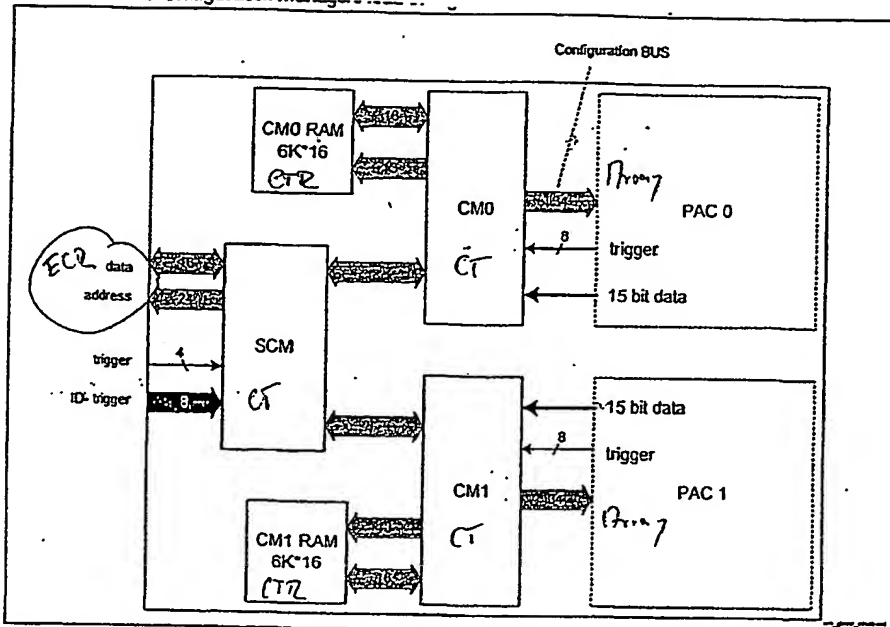 Configuration BUS
CM0 RAM
6K*16
CTR
CM0
CT
Array
PAC 0
8
trigger
15 bit data
ECR
data
address
SCM
CT
trigger
4
ID- trigger
8
15 bit data
8
trigger
CM1
CT
PAC 1
Array
CM1 RAM
6K*16
CTR
16